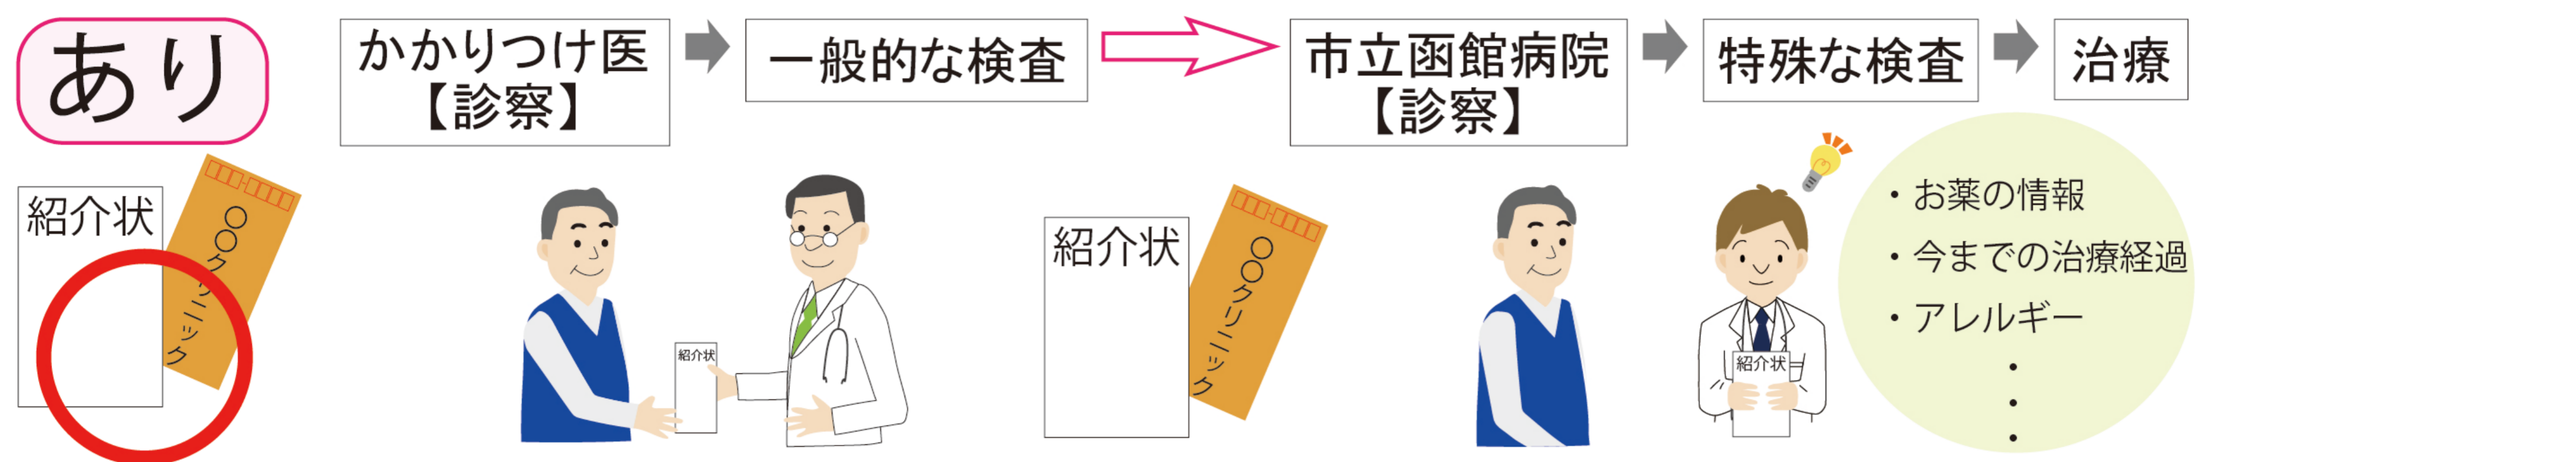 あり
かかりつけ医
【診察】
一般的な検査
市立函館病院
【診察】
特殊な検査
治療
紹介状
〇〇クリニック
紹介状
紹介状
〇〇クリニック
紹介状
・お薬の情報
・今までの治療経過
・アレルギー
・
・
・